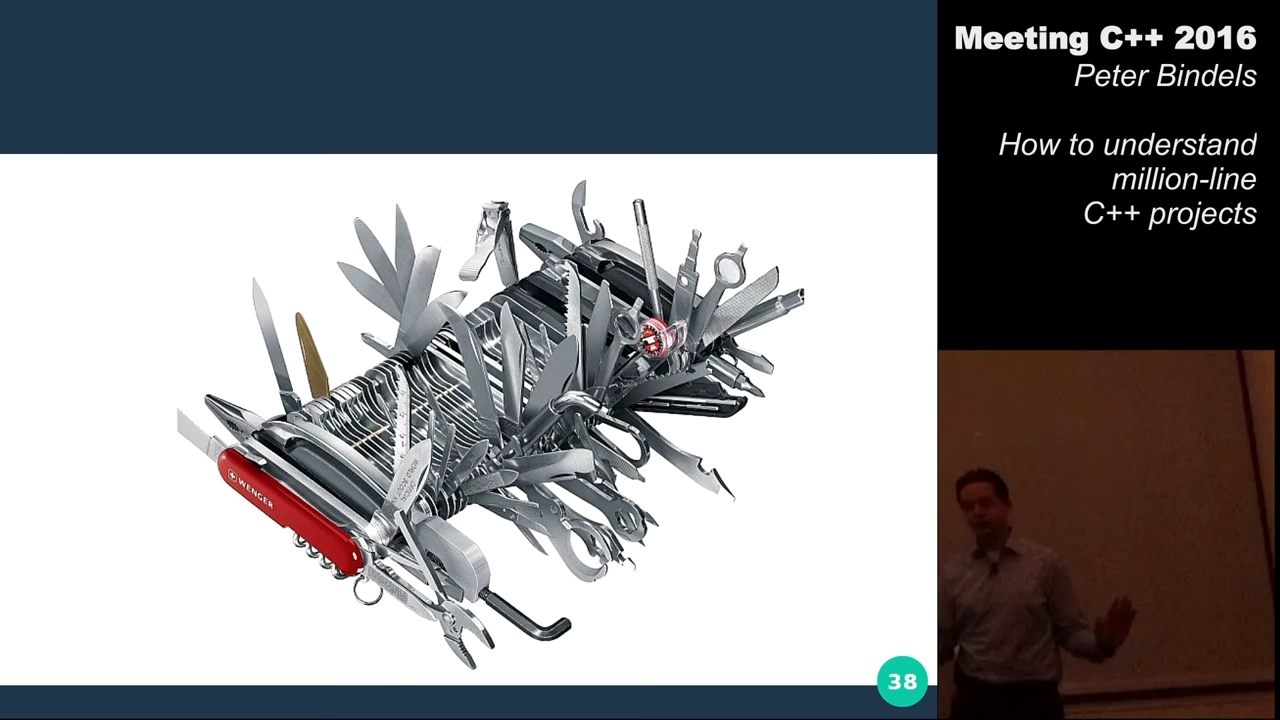 Meeting C++ 2016
Peter Bindels
How to understand
million-line
C++ projects
WENGER
38